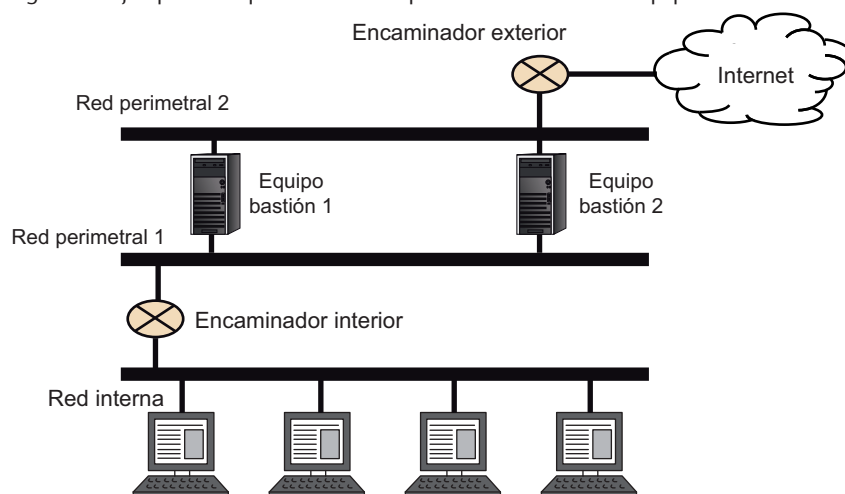 Encaminador exterior
Internet
Red perimetral 2
Equipo
bastión 1
Equipo
bastión 2
Red perimetral 1
Encaminador interior
Red interna